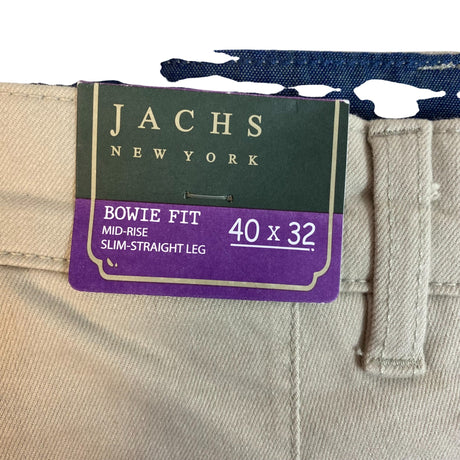 JACHS
NEW YORK
BOWIE FIT
MID-RISE
SLIM-STRAIGHT LEG
40 x 32